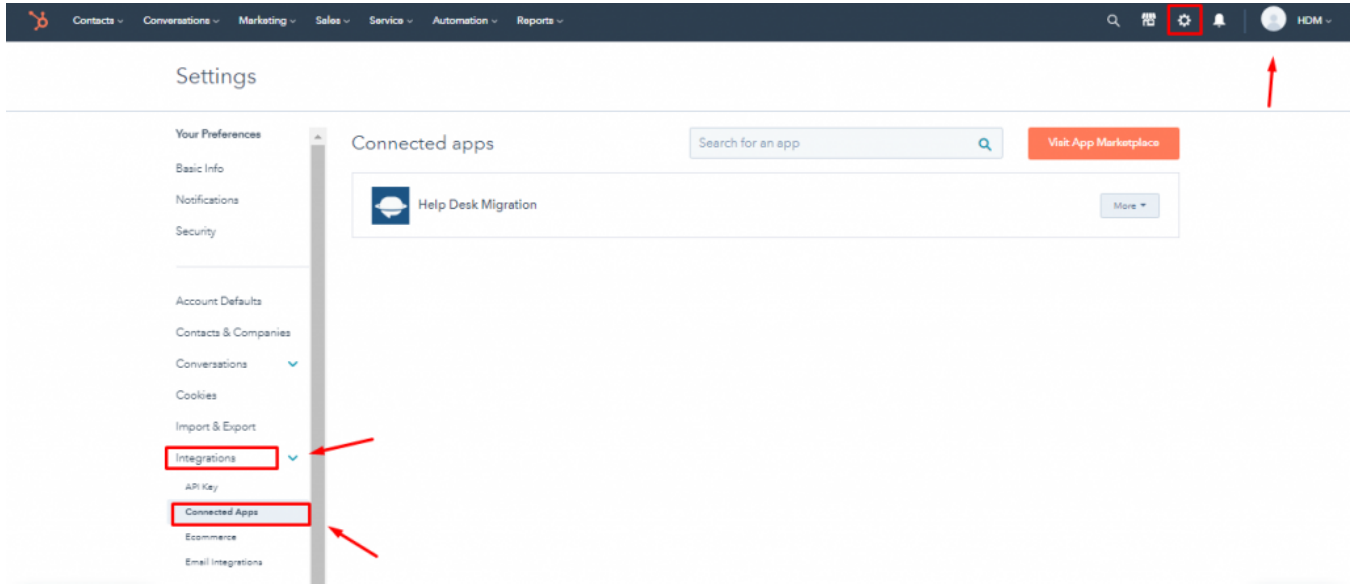 Contacts Conversations Marketing Sales Service Automation Reports HDM
Settings
Your Preferences
Basic Info
Notifications
Security
Account Defaults
Contacts & Companies
Conversations
Cookies
Import & Export
Integrations
API Key
Connected Apps
Ecommerce
Email Integrations
Connected apps
Search for an app
Visit App Marketplace
Help Desk Migration
More